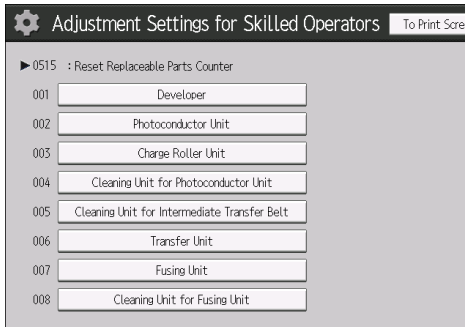 Adjustment Settings for Skilled Operators To Print Scre
▶ 0515 : Reset Replaceable Parts Counter
001 Developer
002 Photoconductor Unit
003 Charge Roller Unit
004 Cleaning Unit for Photoconductor Unit
005 Cleaning Unit for Intermediate Transfer Belt
006 Transfer Unit
007 Fusing Unit
008 Cleaning Unit for Fusing Unit